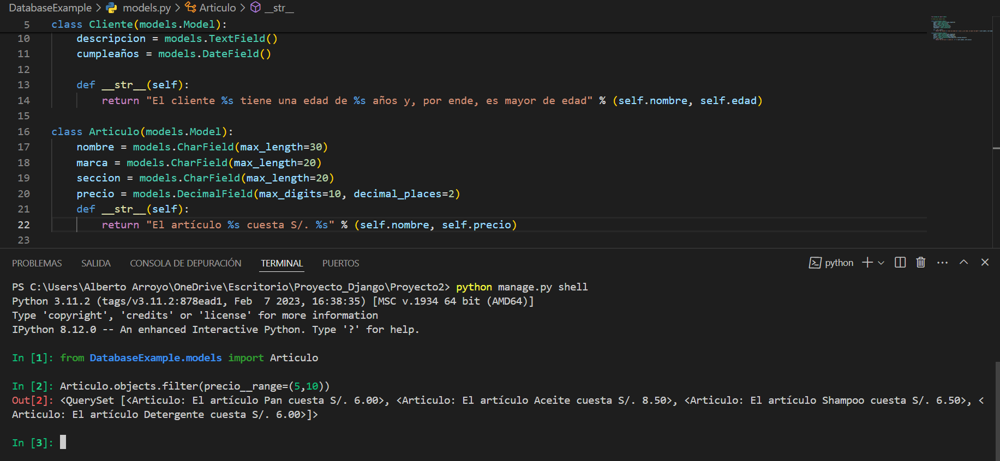 DatabaseExample > models.py > Articulo > __str__
5 class Cliente(models.Model):
10 descripcion = models.TextField()
11 cumpleaños = models.DateField()
12
13 def __str__(self):
14 return "El cliente %s tiene una edad de %s años y, por ende, es mayor de edad" % (self.nombre, self.edad)
15
16 class Articulo(models.Model):
17 nombre = models.CharField(max_length=30)
18 marca = models.CharField(max_length=20)
19 seccion = models.CharField(max_length=20)
20 precio = models.DecimalField(max_digits=10, decimal_places=2)
21 def __str__(self):
22 return "El artículo %s cuesta S/. %s" % (self.nombre, self.precio)
23
PROBLEMAS SALIDA CONSOLA DE DEPURACIÓN TERMINAL PUERTOS python
PS C:\Users\Alberto Arroyo\OneDrive\Escritorio\Proyecto_Django\Proyecto2> python manage.py shell
Python 3.11.2 (tags/v3.11.2:878ead1, Feb  7 2023, 16:38:35) [MSC v.1934 64 bit (AMD64)]
Type 'copyright', 'credits' or 'license' for more information
IPython 8.12.0 -- An enhanced Interactive Python. Type '?' for help.
In [1]: from DatabaseExample.models import Articulo
In [2]: Articulo.objects.filter(precio__range=(5,10))
Out[2]: <QuerySet [<Articulo: El artículo Pan cuesta S/. 6.00>, <Articulo: El artículo Aceite cuesta S/. 8.50>, <Articulo: El artículo Shampoo cuesta S/. 6.50>, <
Articulo: El artículo Detergente cuesta S/. 6.00>]>
In [3]: